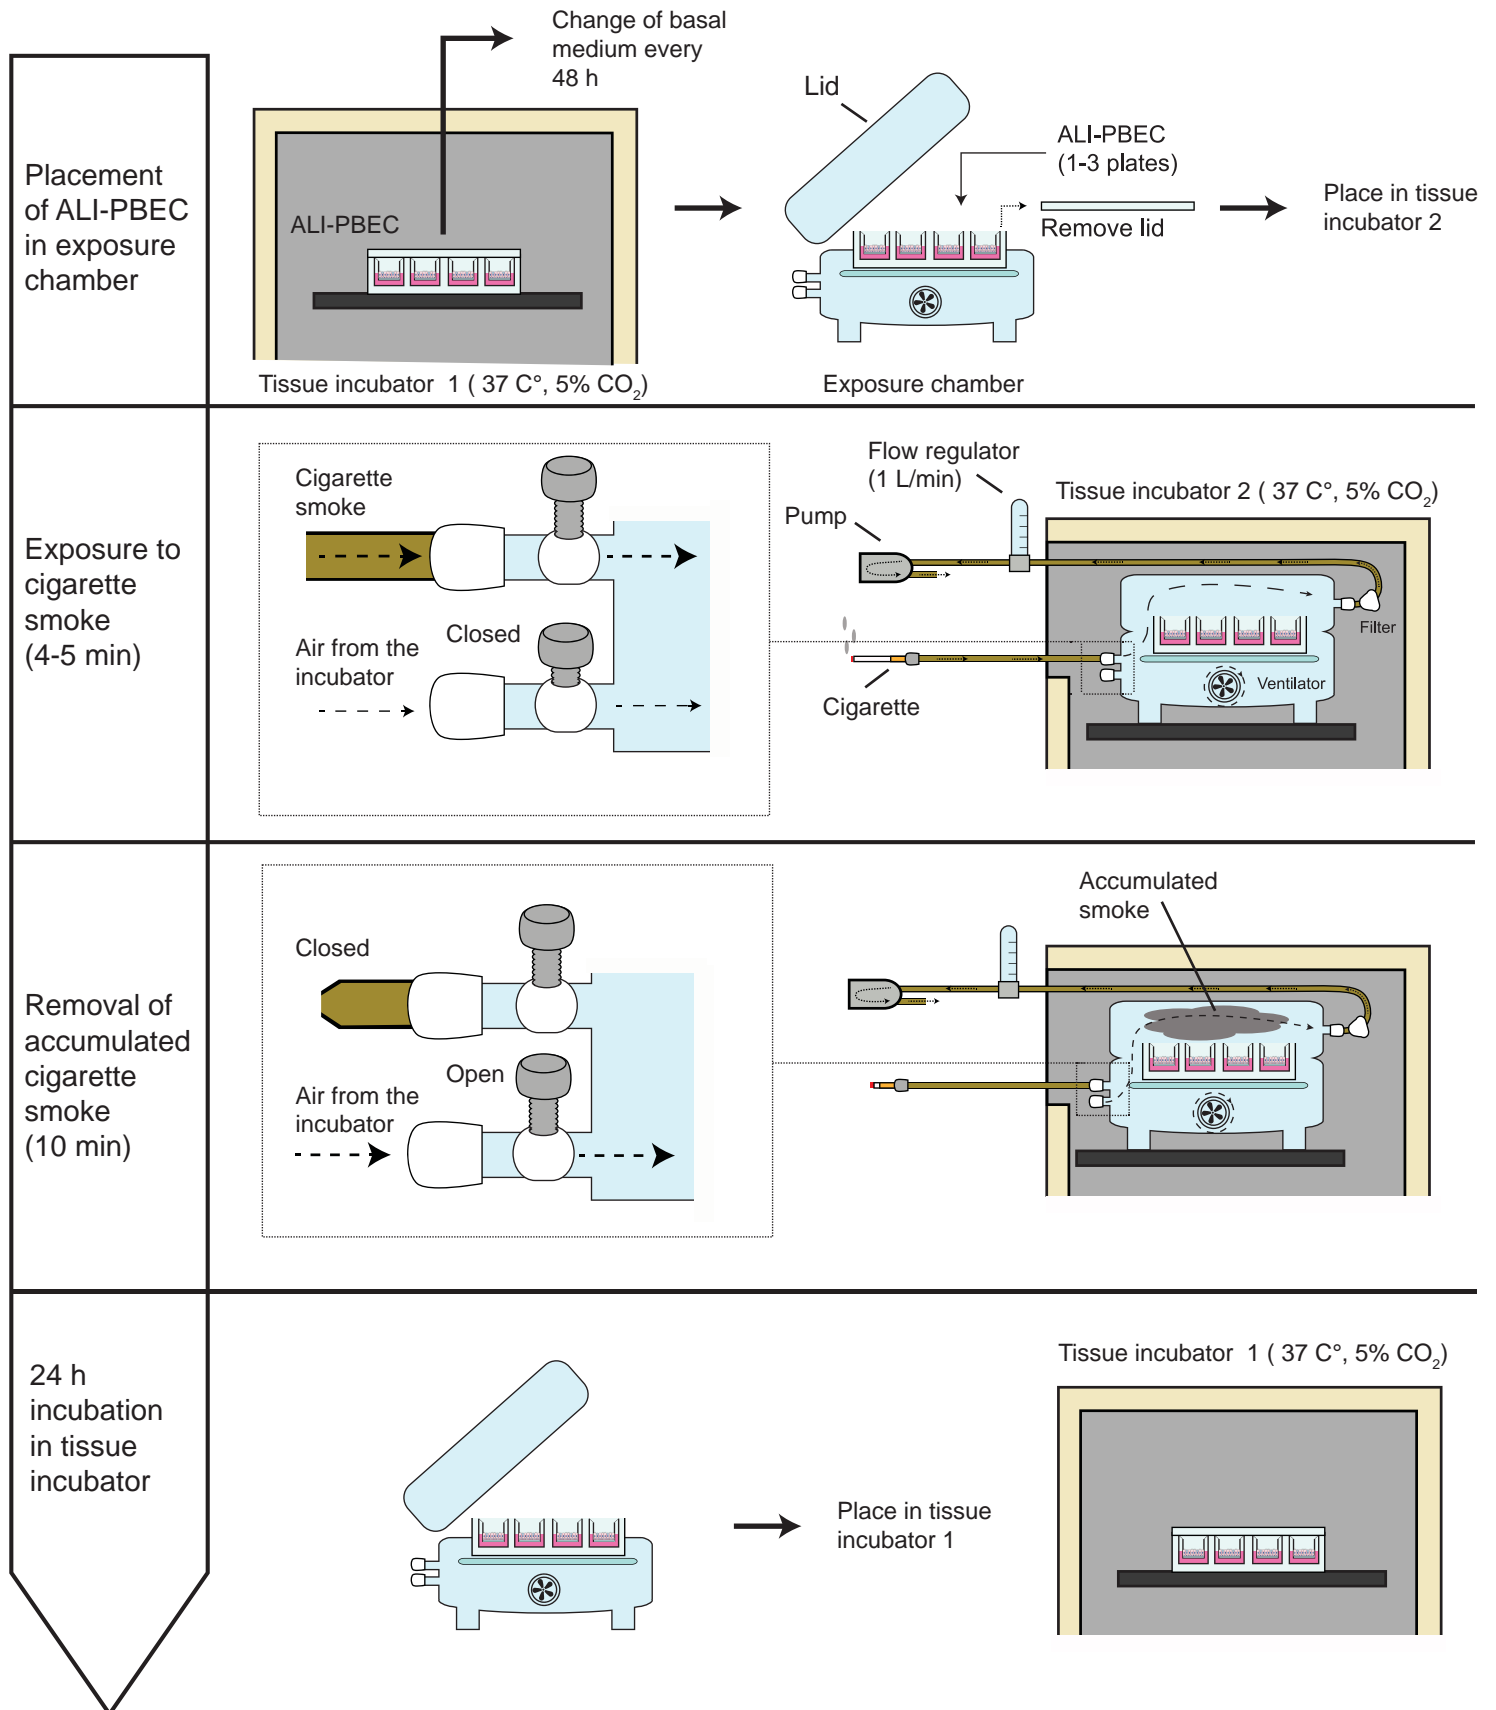 Placement
of ALI-PBEC
in exposure
chamber
Change of basal
medium every
48 h
ALI-PBEC
Tissue incubator 1 ( 37 C°, 5% CO2)
Lid
ALI-PBEC
(1-3 plates)
Remove lid
Exposure chamber
Place in tissue
incubator 2
Exposure to
cigarette
smoke
(4-5 min)
Cigarette
smoke
Closed
Air from the
incubator
Flow regulator
(1 L/min)
Pump
Tissue incubator 2 ( 37 C°, 5% CO2)
Filter
Ventilator
Cigarette
Removal of
accumulated
cigarette
smoke
(10 min)
Closed
Open
Air from the
incubator
Accumulated
smoke
24 h
incubation
in tissue
incubator
Place in tissue
incubator 1
Tissue incubator 1 ( 37 C°, 5% CO2)